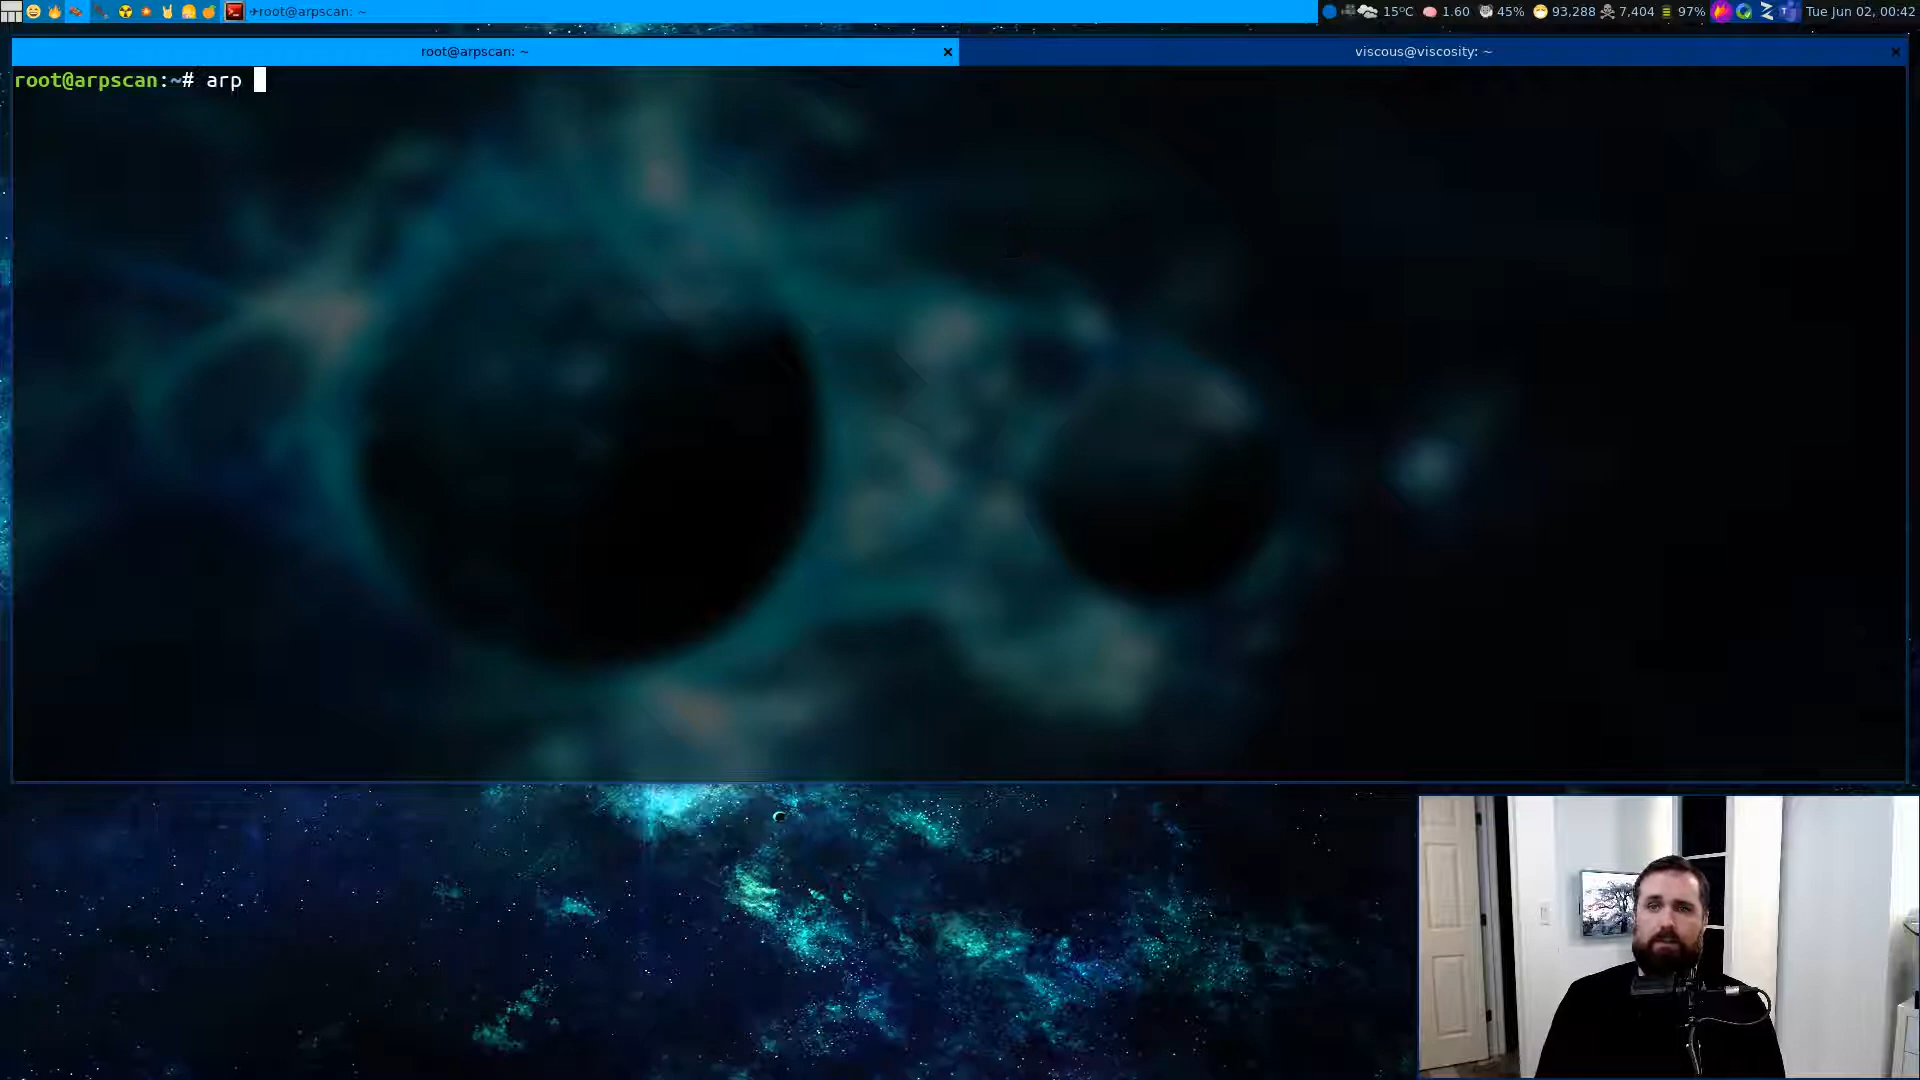 ✈root@arpscan: ~
15ºC 1.60 45% 93,288 7,404 97% Tue Jun 02, 00:42
root@arpscan: ~ ×
viscous@viscosity: ~ ×
root@arpscan:~# arp